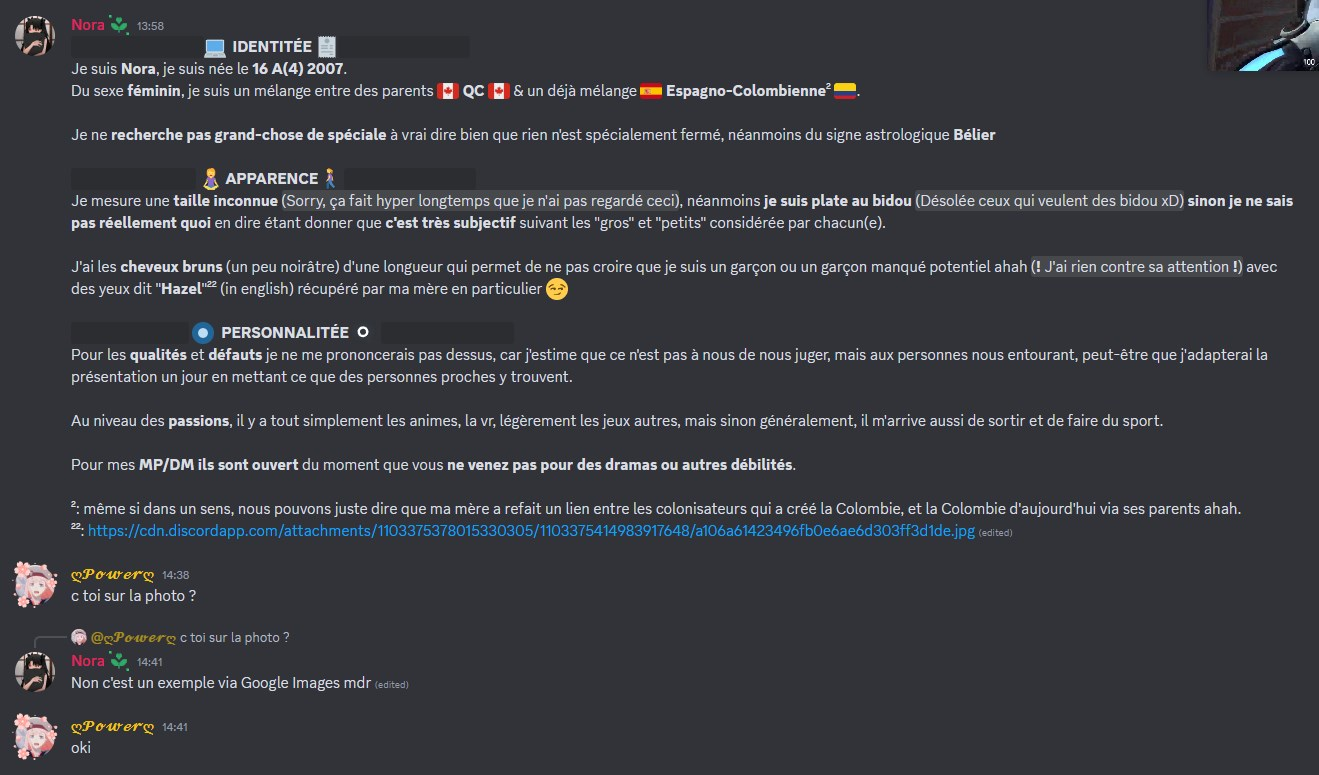 Nora 13:58
IDENTITÉE
Je suis Nora, je suis née le 16 A(4) 2007.
Du sexe féminin, je suis un mélange entre des parents 🇨🇦 QC 🇨🇦 & un déjà mélange 🇪🇸 Espagno-Colombienne² 🇨🇴.
Je ne recherche pas grand-chose de spéciale à vrai dire bien que rien n'est spécialement fermé, néanmoins du signe astrologique Bélier
APPARENCE
Je mesure une taille inconnue (Sorry, ça fait hyper longtemps que je n'ai pas regardé ceci), néanmoins je suis plate au bidou (Désolée ceux qui veulent des bidou xD) sinon je ne sais
pas réellement quoi en dire étant donner que c'est très subjectif suivant les "gros" et "petits" considérée par chacun(e).
J'ai les cheveux bruns (un peu noirâtre) d'une longueur qui permet de ne pas croire que je suis un garçon ou un garçon manqué potentiel ahah (! J'ai rien contre sa attention !) avec
des yeux dit "Hazel"²² (in english) récupéré par ma mère en particulier 😏
PERSONNALITÉE
Pour les qualités et défauts je ne me prononcerais pas dessus, car j'estime que ce n'est pas à nous de nous juger, mais aux personnes nous entourant, peut-être que j'adapterai la
présentation un jour en mettant ce que des personnes proches y trouvent.
Au niveau des passions, il y a tout simplement les animes, la vr, légèrement les jeux autres, mais sinon généralement, il m'arrive aussi de sortir et de faire du sport.
Pour mes MP/DM ils sont ouvert du moment que vous ne venez pas pour des dramas ou autres débilités.
²: même si dans un sens, nous pouvons juste dire que ma mère a refait un lien entre les colonisateurs qui a créé la Colombie, et la Colombie d'aujourd'hui via ses parents ahah.
²²: https://cdn.discordapp.com/attachments/1103375378015330305/1103375414983917648/a106a61423496fb0e6ae6d303ff3d1de.jpg (edited)
ღ𝓟𝓸𝔀𝓮𝓻ღ 14:38
c toi sur la photo ?
@ღ𝓟𝓸𝔀𝓮𝓻ღ c toi sur la photo ?
Nora 14:41
Non c'est un exemple via Google Images mdr (edited)
ღ𝓟𝓸𝔀𝓮𝓻ღ 14:41
oki
100